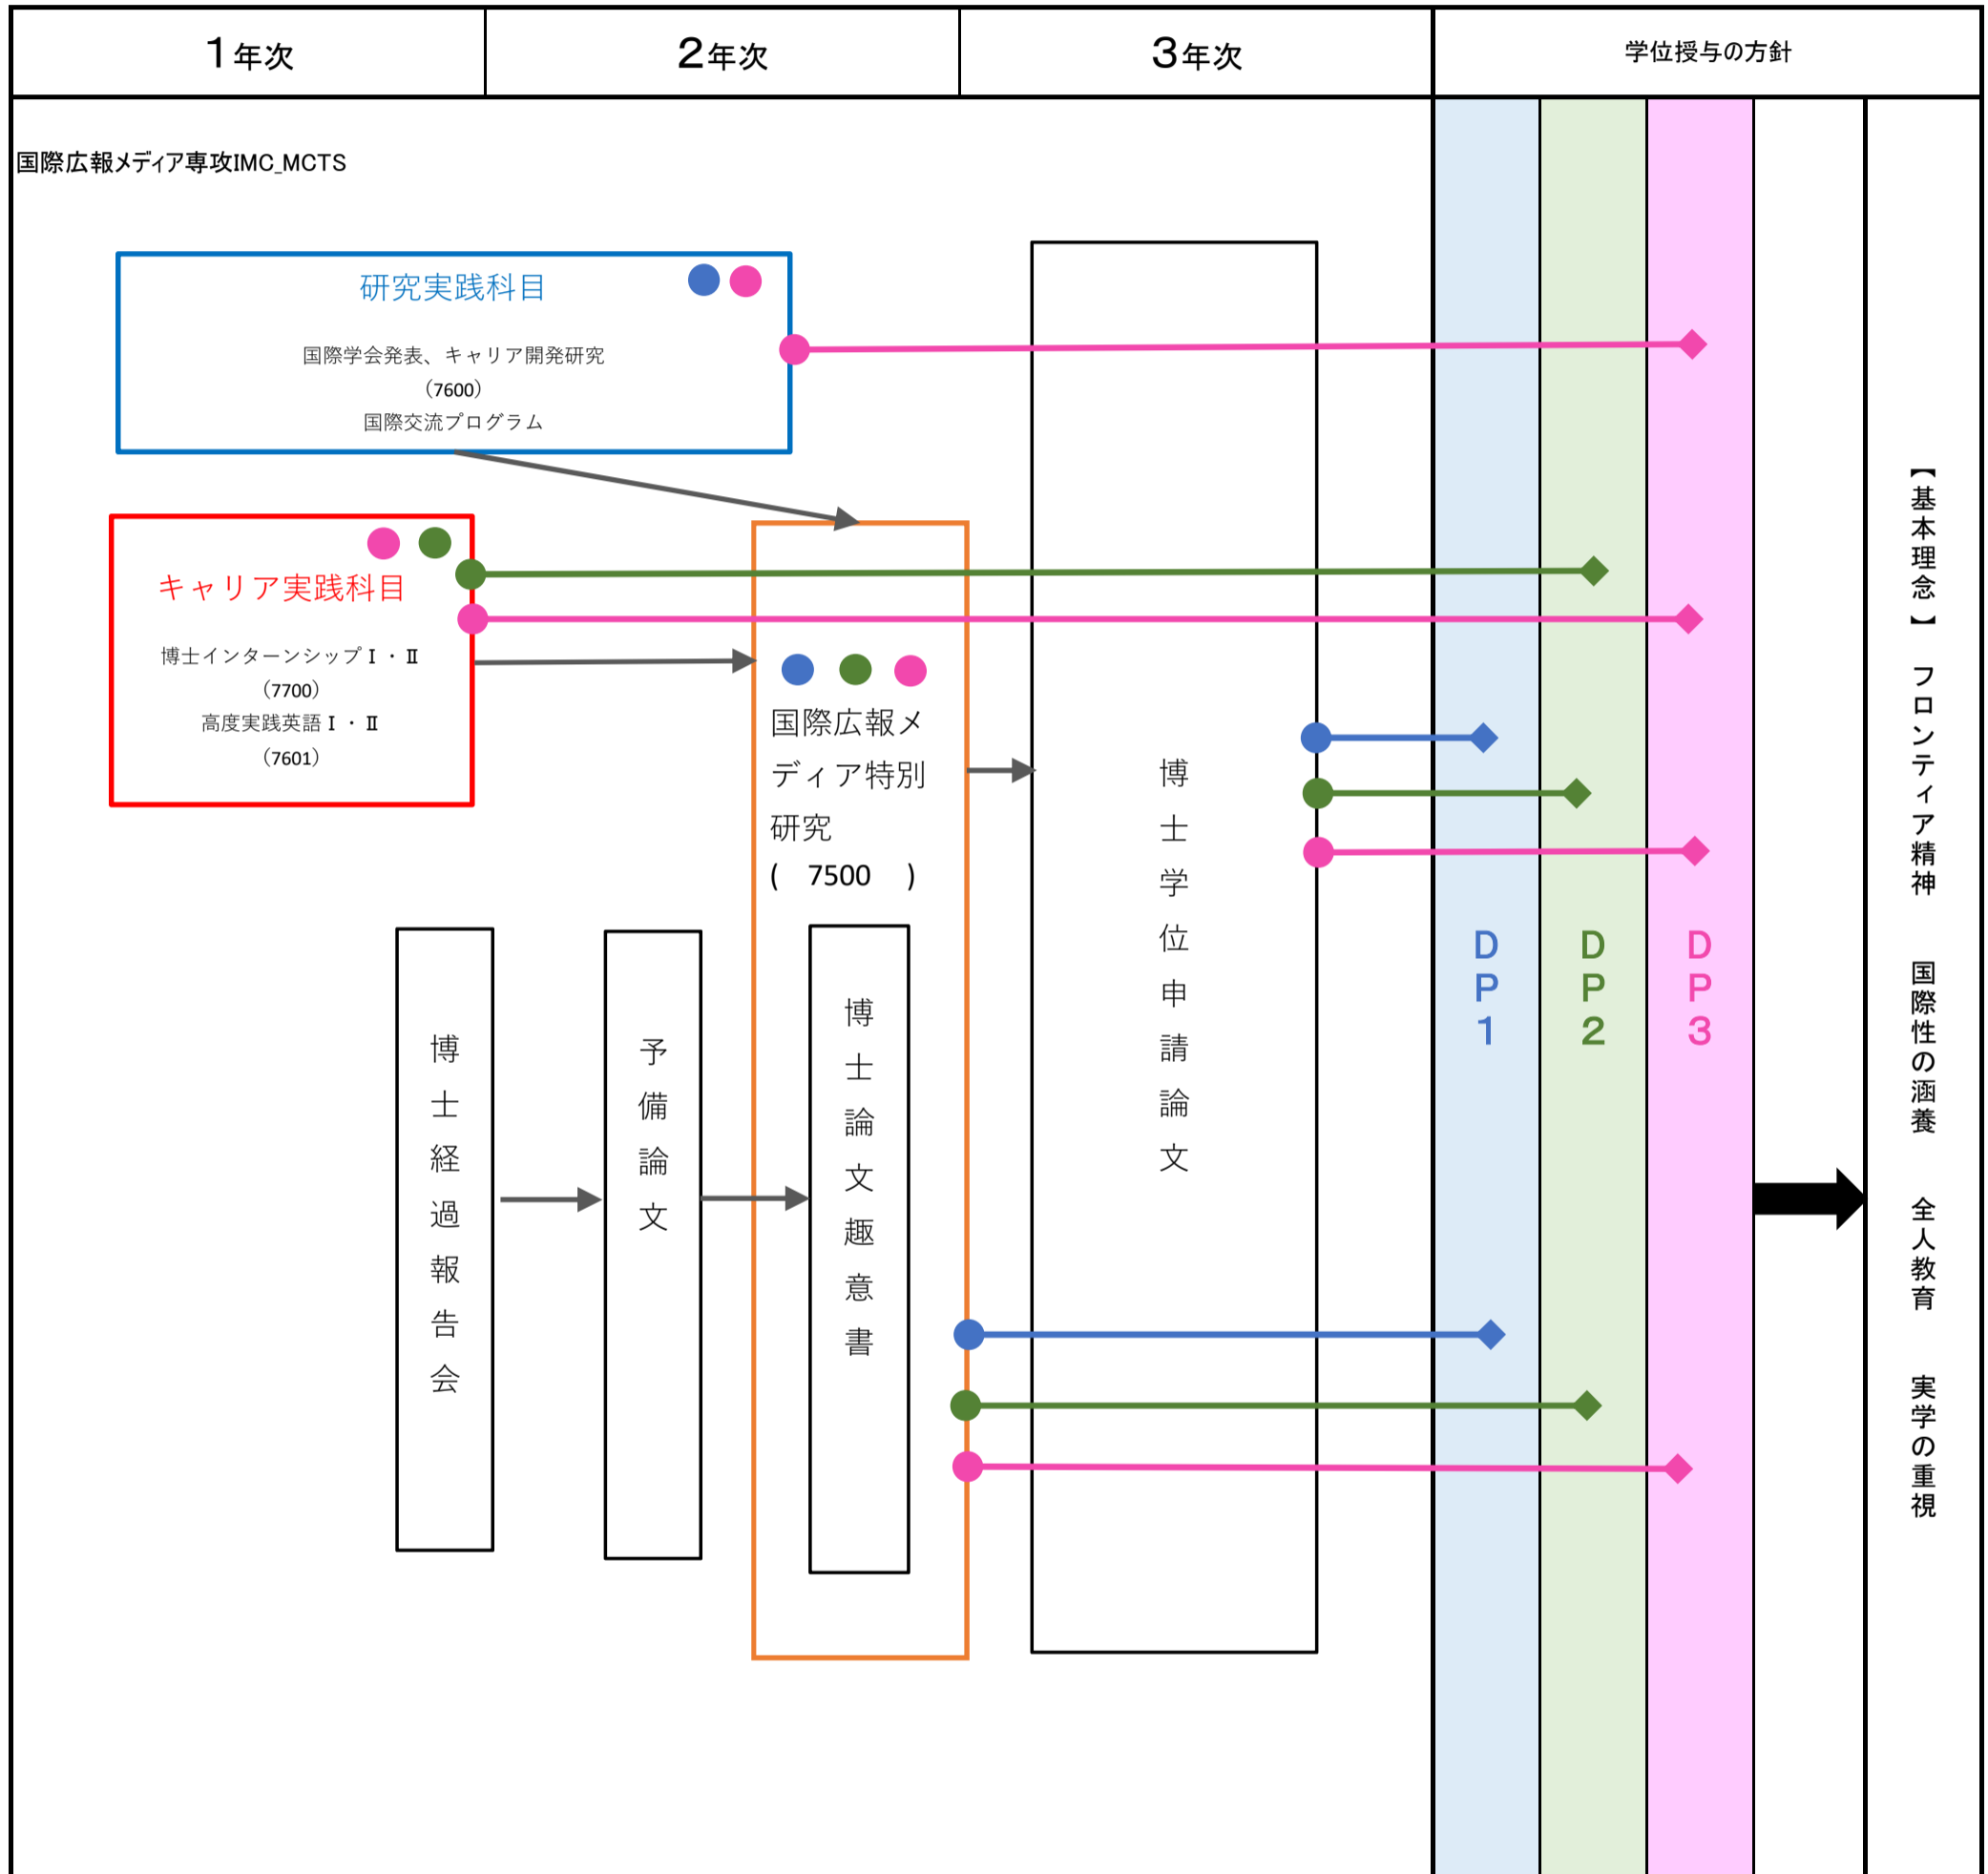 1年次
2年次
3年次
学位授与の方針
国際広報メディア専攻IMC_MCTS
研究実践科目
国際学会発表、キャリア開発研究
（7600）
国際交流プログラム
キャリア実践科目
博士インターンシップⅠ・Ⅱ
（7700）
高度実践英語Ⅰ・Ⅱ
（7601）
国際広報メ
ディア特別
研究
( 7500 )
博士経過報告会
予備論文
博士論文趣意書
博士学位申請論文
DP1
DP2
DP3
【基本理念】 フロンティア精神 国際性の涵養 全人教育 実学の重視